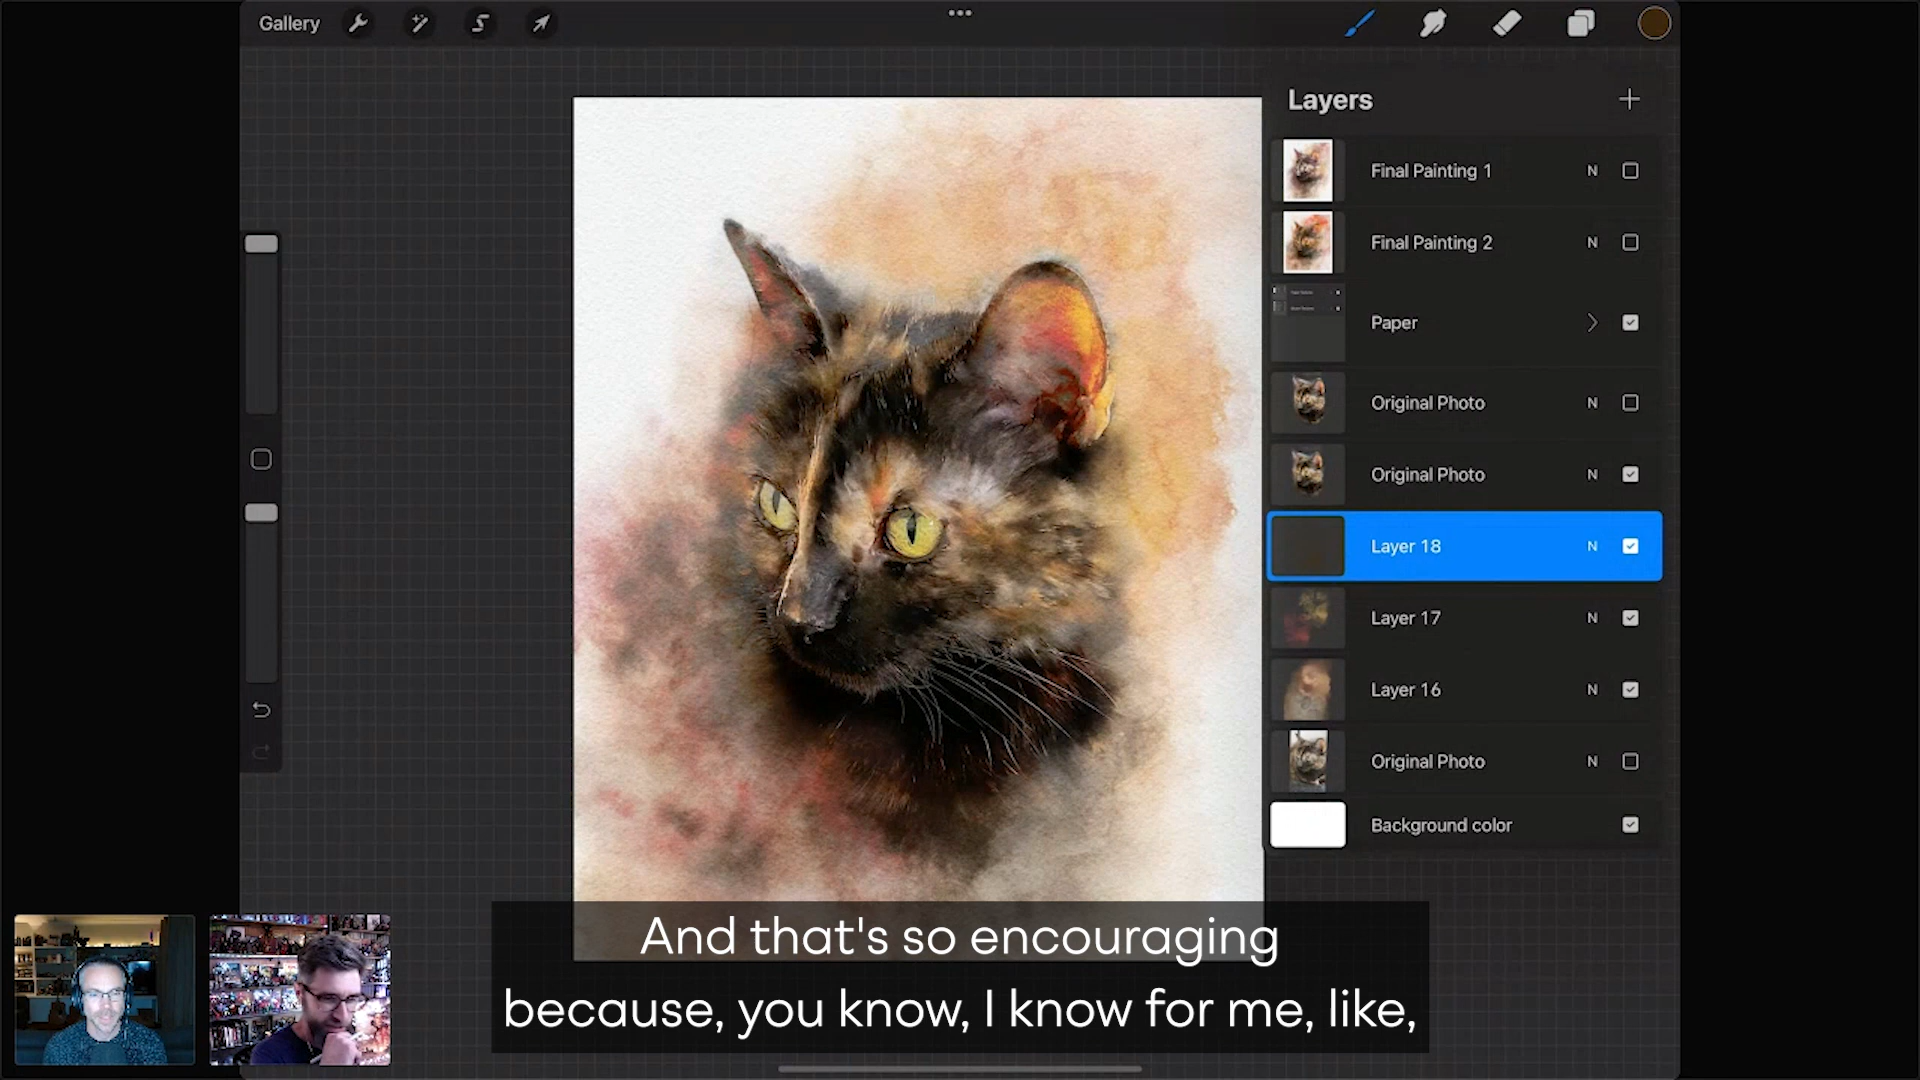 Gallery
Layers
Final Painting 1 N
Final Painting 2 N
Paper
Original Photo N
Original Photo N
Layer 18 N
Layer 17 N
Layer 16 N
Original Photo N
Background color
And that's so encouraging
because, you know, I know for me, like,